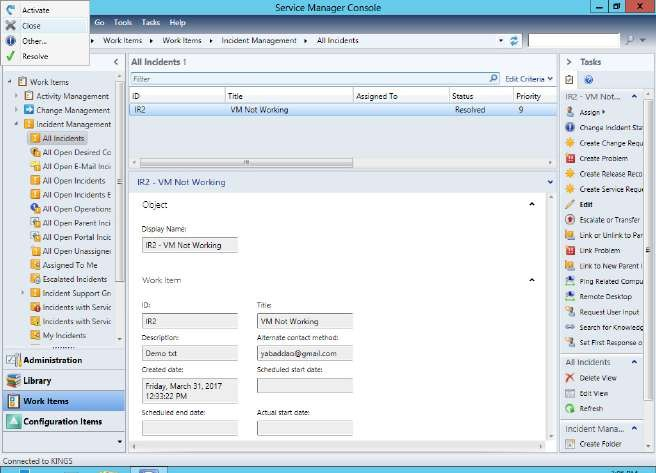 Service Manager Console
Activate
Close
Other...
Resolve
Go Tools Tasks Help
Work Items Work Items Incident Management All Incidents
Work Items
Activity Management
Change Management
Incident Management
All Incidents
All Open Desired Co
All Open E-Mail Inci
All Open Incidents
All Open Incidents E
All Open Operations
All Open Parent Inci
All Open Portal Inci
All Open Unassigne
Assigned To Me
Escalated Incidents
Incident Support Gr
Incidents with Servic
Incidents with Servic
My Incidents
Administration
Library
Work Items
Configuration Items
Connected to KINGS
All Incidents 1
Filter
Edit Criteria
ID Title Assigned To Status Priority
IR2 VM Not Working Resolved 9
IR2 - VM Not Working
Object
Display Name:
IR2 - VM Not Working
Work Item
ID: Title:
IR2 VM Not Working
Description: Alternate contact method:
Demo txt yabaddao@gmail.com
Created date: Scheduled start date:
Friday, March 31, 2017
12:33:22 PM
Scheduled end date: Actual start date:
Tasks
IR2 - VM Not...
Assign
Change Incident Sta
Create Change Requ
Create Problem
Create Release Reco
Create Service Reque
Edit
Escalate or Transfer
Link or Unlink to Par
Link Problem
Link to New Parent I
Ping Related Compu
Remote Desktop
Request User Input
Search for Knowledg
Set First Response o
All Incidents
Delete View
Edit View
Refresh
Incident Mana...
Create Folder